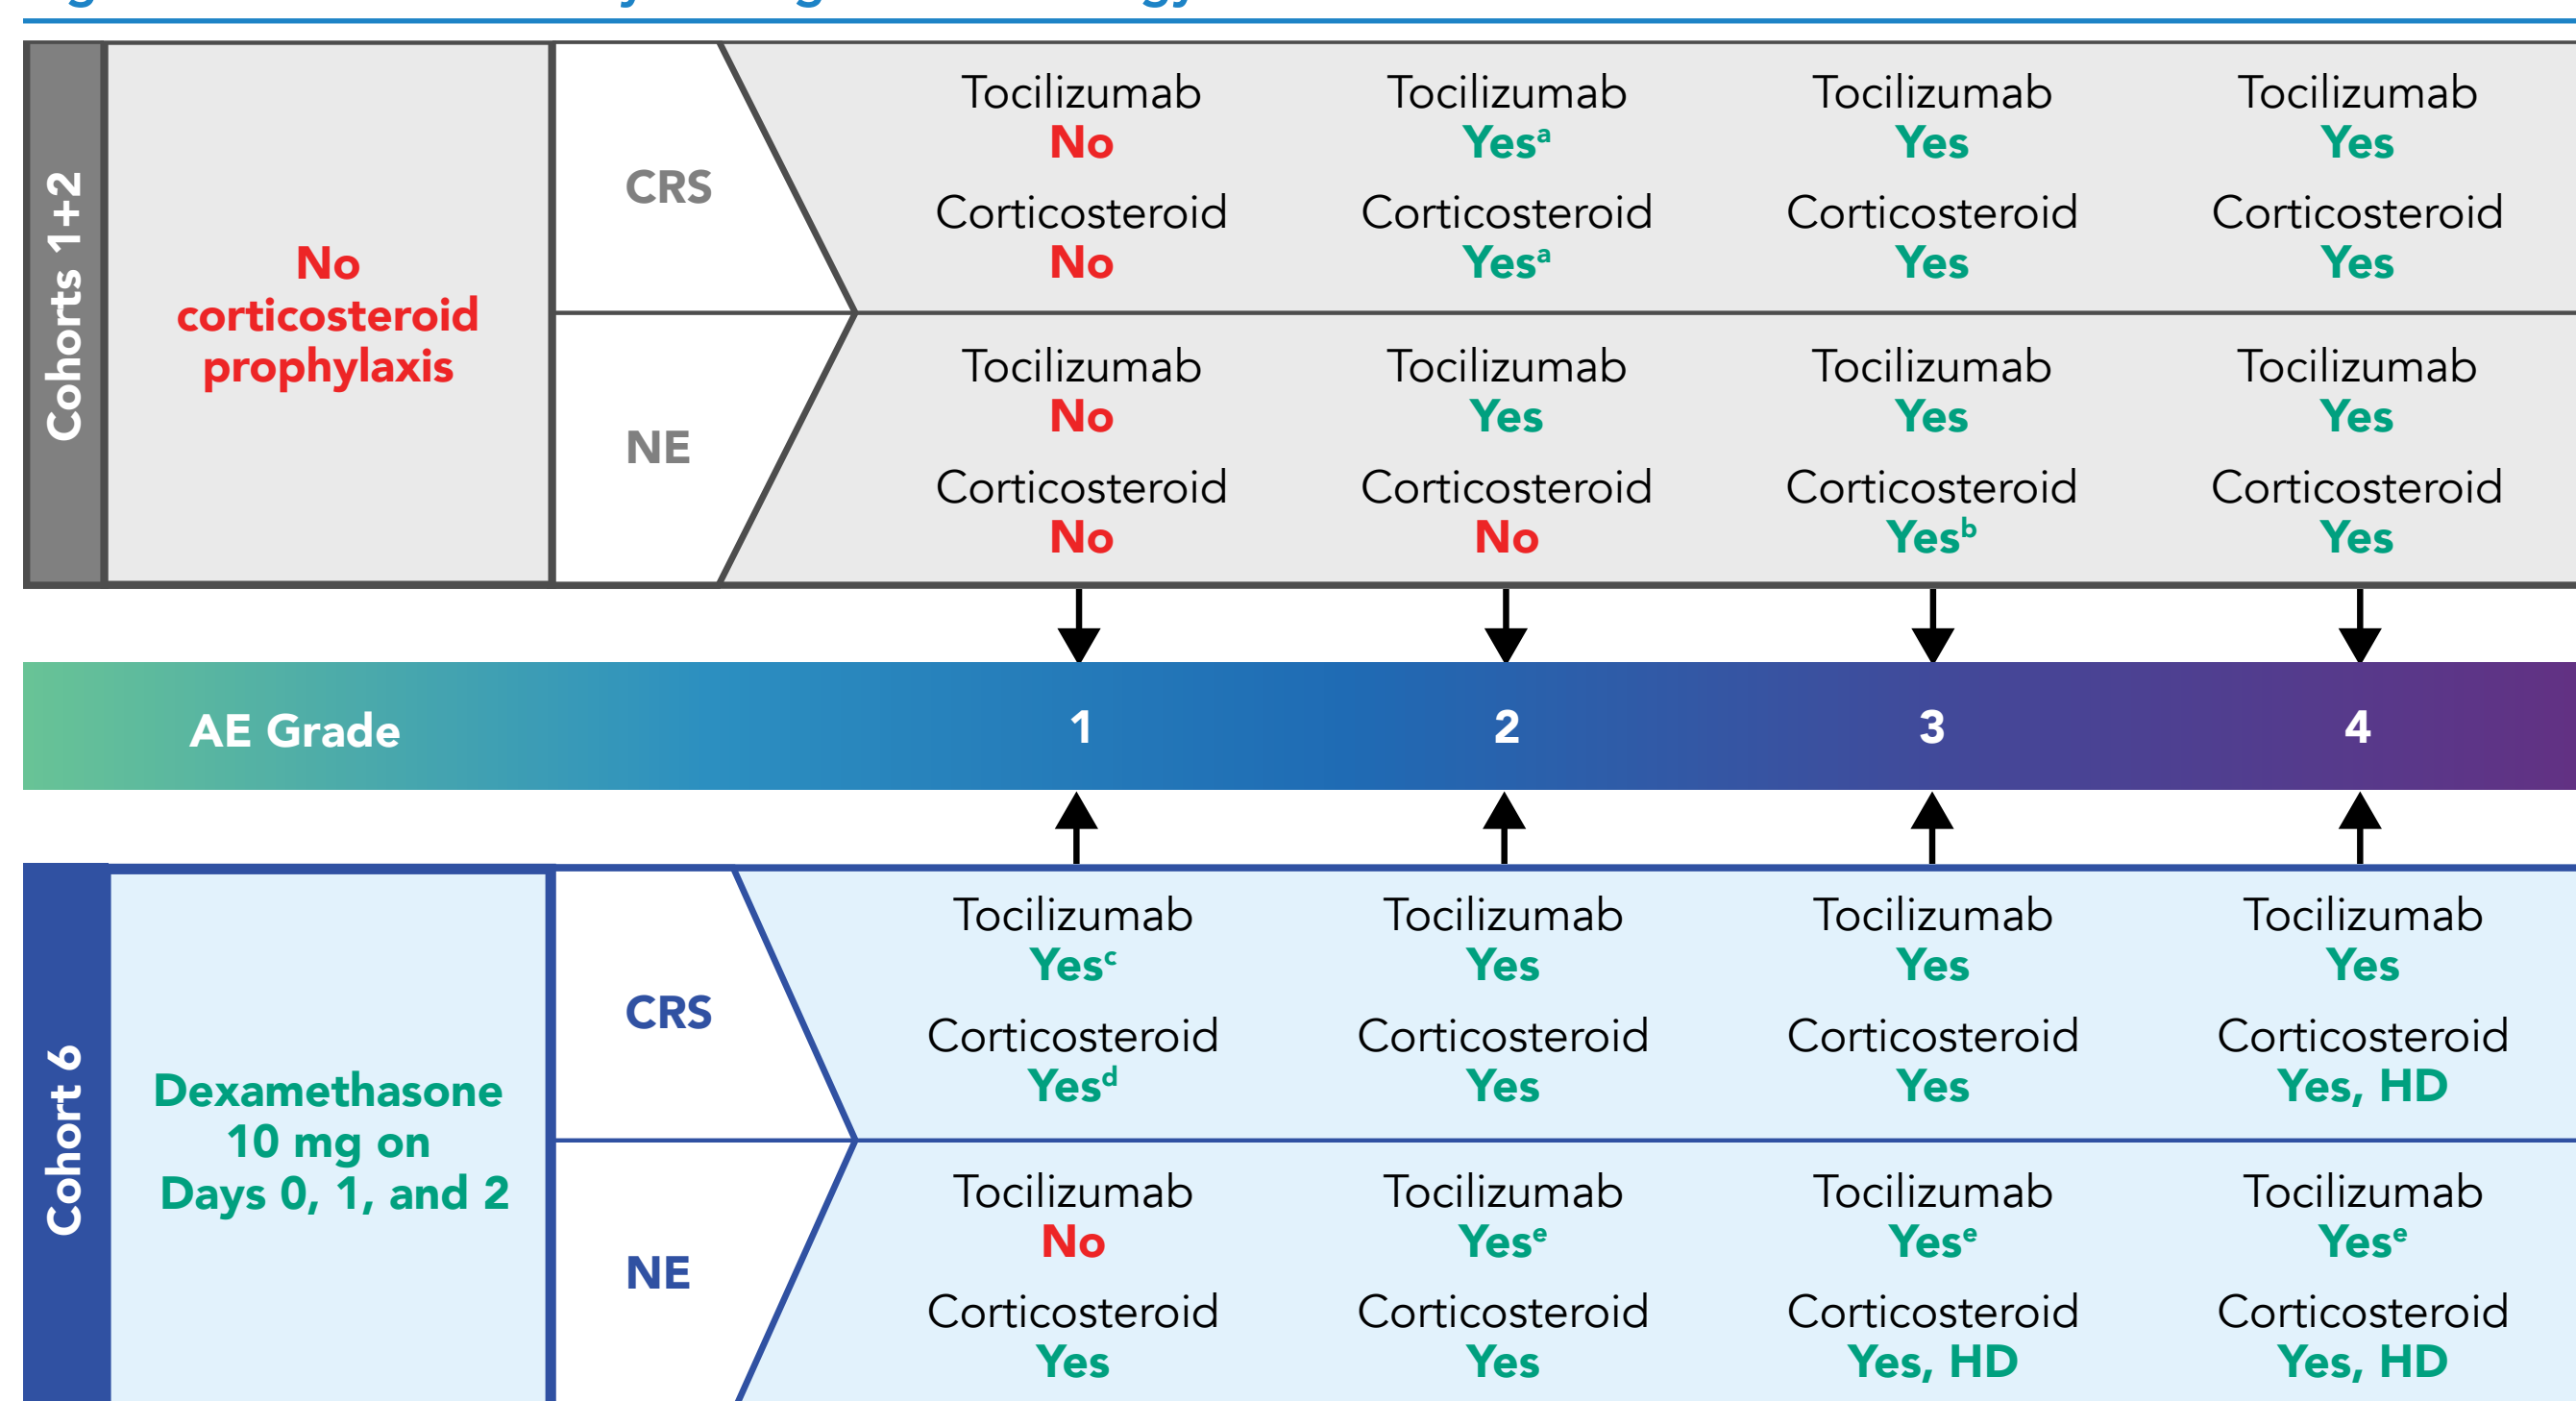 Cohorts 1+2
No
corticosteroid
prophylaxis
CRS
Tocilizumab Tocilizumab Tocilizumab Tocilizumab
No Yesᵃ Yes Yes
Corticosteroid Corticosteroid Corticosteroid Corticosteroid
No Yesᵃ Yes Yes
NE
Tocilizumab Tocilizumab Tocilizumab Tocilizumab
No Yes Yes Yes
Corticosteroid Corticosteroid Corticosteroid Corticosteroid
No No Yesᵇ Yes
AE Grade 1 2 3 4
Cohort 6
Dexamethasone
10 mg on
Days 0, 1, and 2
CRS
Tocilizumab Tocilizumab Tocilizumab Tocilizumab
Yesᶜ Yes Yes Yes
Corticosteroid Corticosteroid Corticosteroid Corticosteroid
Yesᵈ Yes Yes Yes, HD
NE
Tocilizumab Tocilizumab Tocilizumab Tocilizumab
No Yesᵉ Yesᵉ Yesᵉ
Corticosteroid Corticosteroid Corticosteroid Corticosteroid
Yes Yes Yes, HD Yes, HD